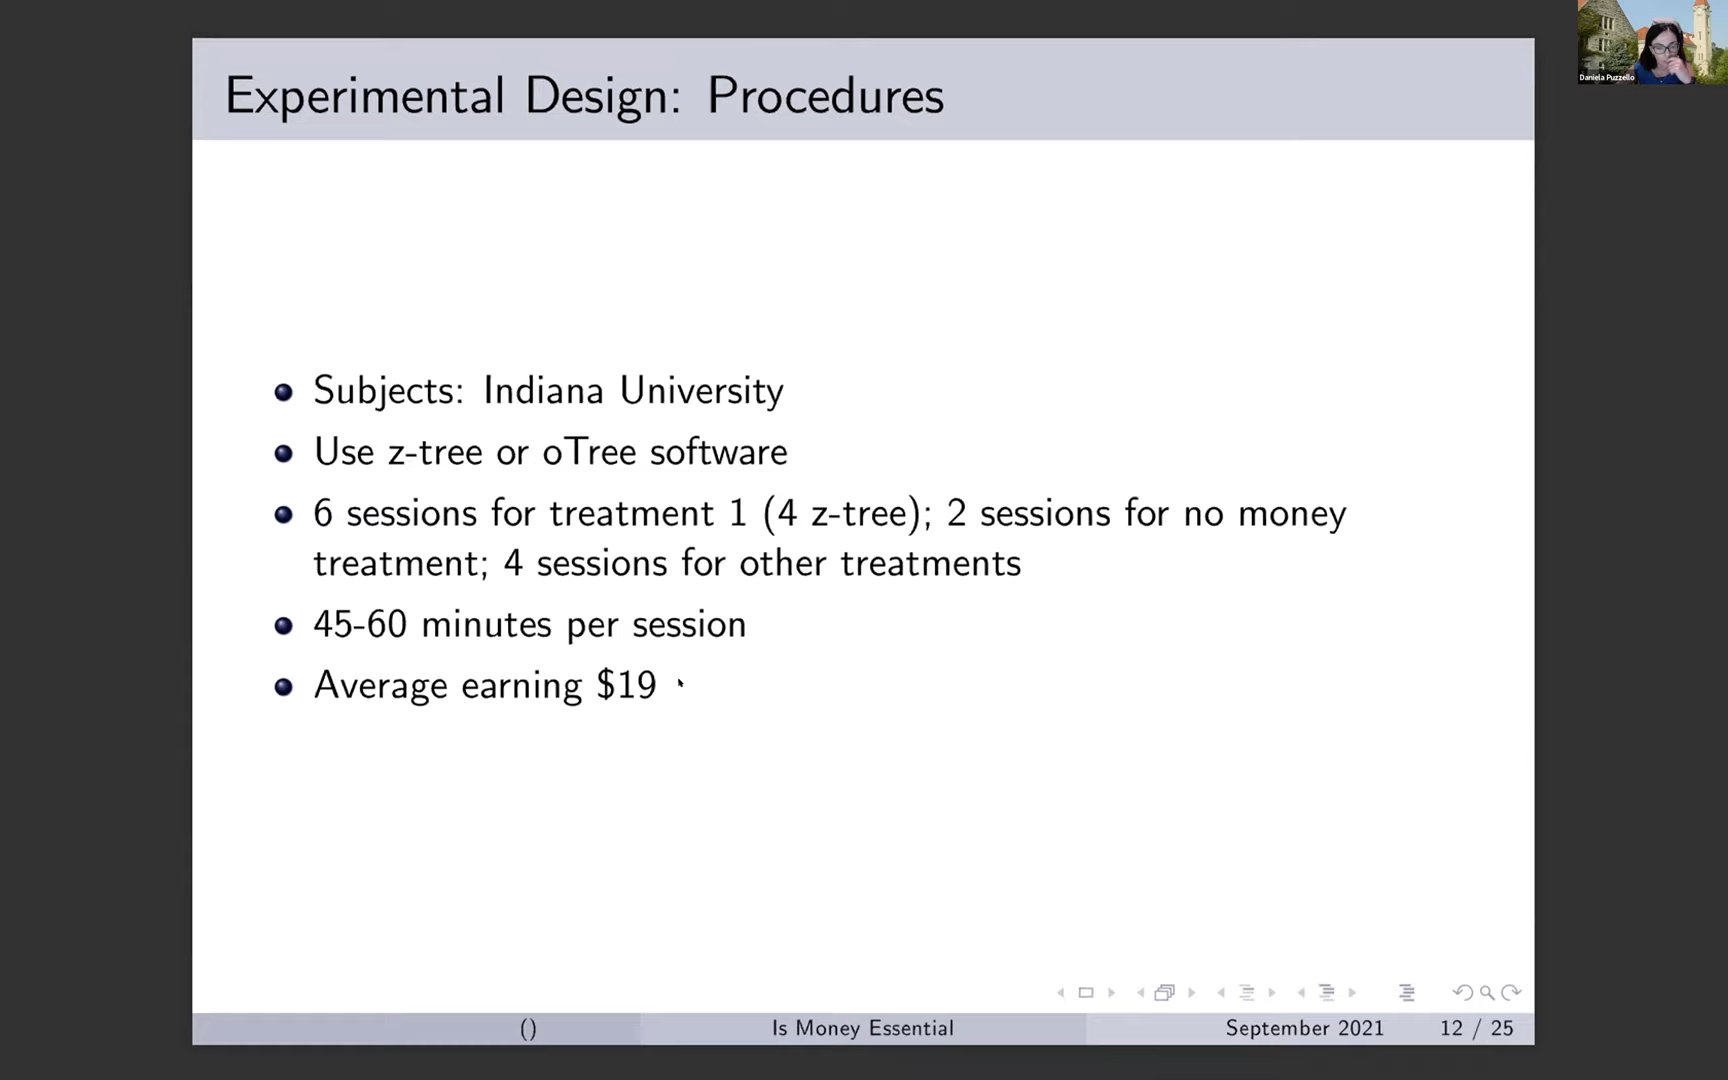 Daniela Puzzello
Experimental Design: Procedures
Subjects: Indiana University
Use z-tree or oTree software
6 sessions for treatment 1 (4 z-tree); 2 sessions for no money
treatment; 4 sessions for other treatments
45-60 minutes per session
Average earning $19
() Is Money Essential September 2021 12 / 25